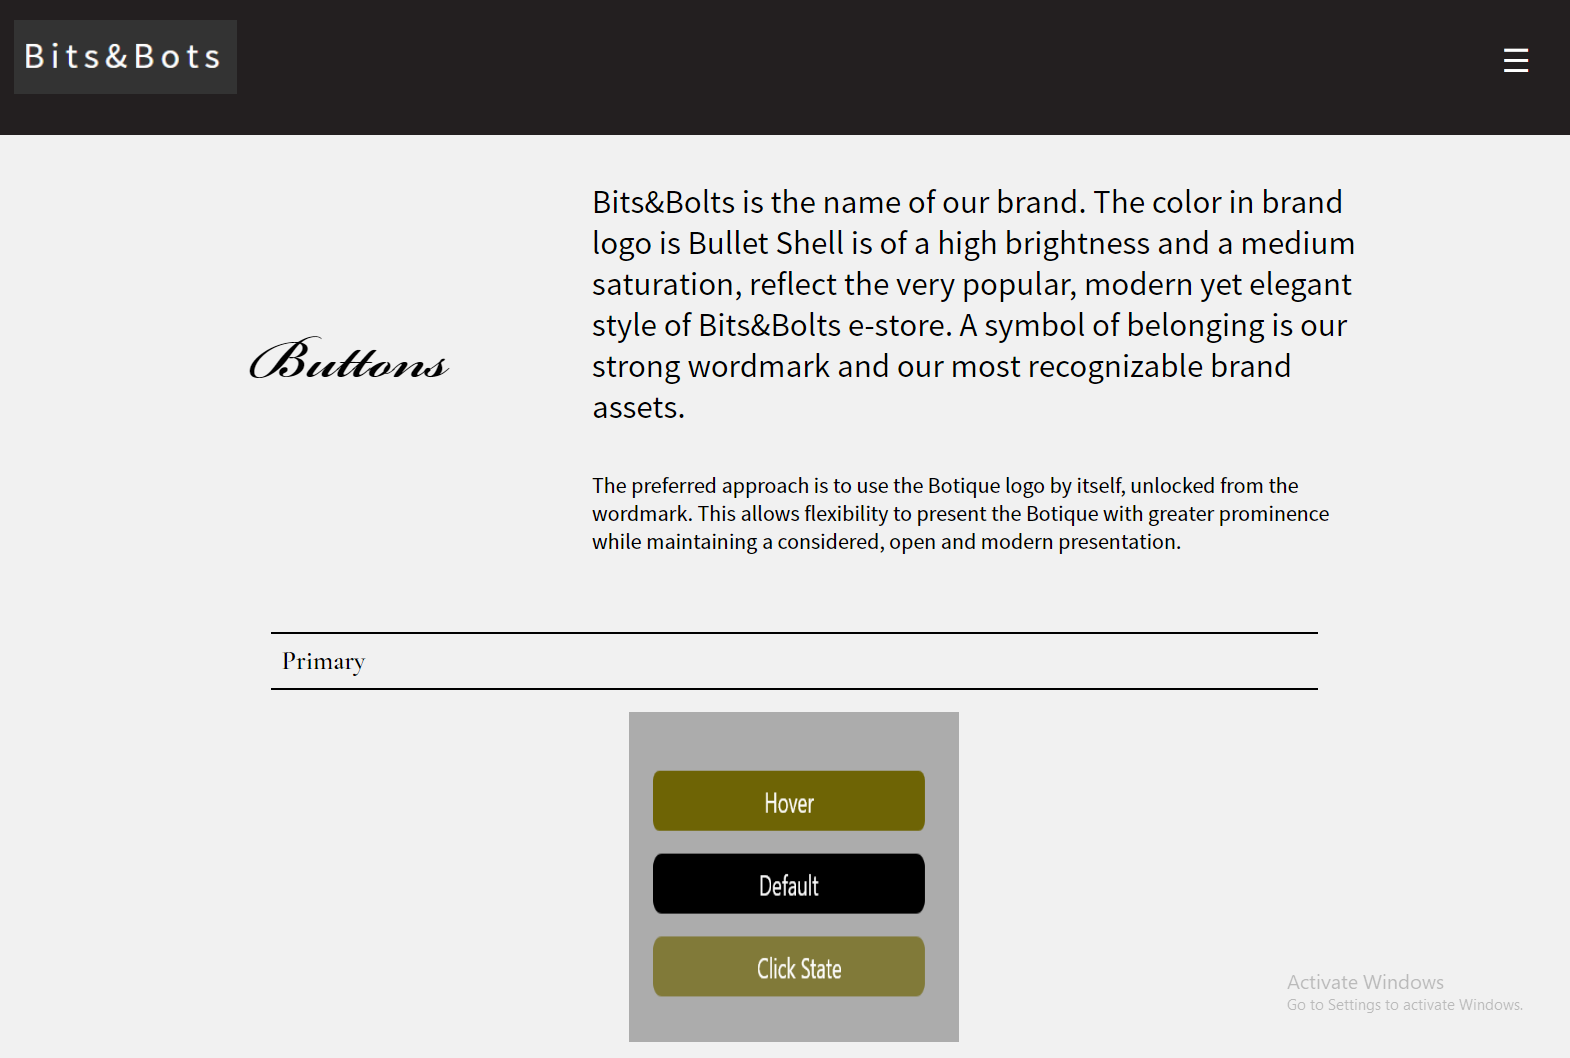 Bits&Bots
☰
Bits&Bolts is the name of our brand. The color in brand
logo is Bullet Shell is of a high brightness and a medium
saturation, reflect the very popular, modern yet elegant
style of Bits&Bolts e-store. A symbol of belonging is our
strong wordmark and our most recognizable brand
assets.
Buttons
The preferred approach is to use the Botique logo by itself, unlocked from the
wordmark. This allows flexibility to present the Botique with greater prominence
while maintaining a considered, open and modern presentation.
Primary
Hover
Default
Click State
Activate Windows
Go to Settings to activate Windows.